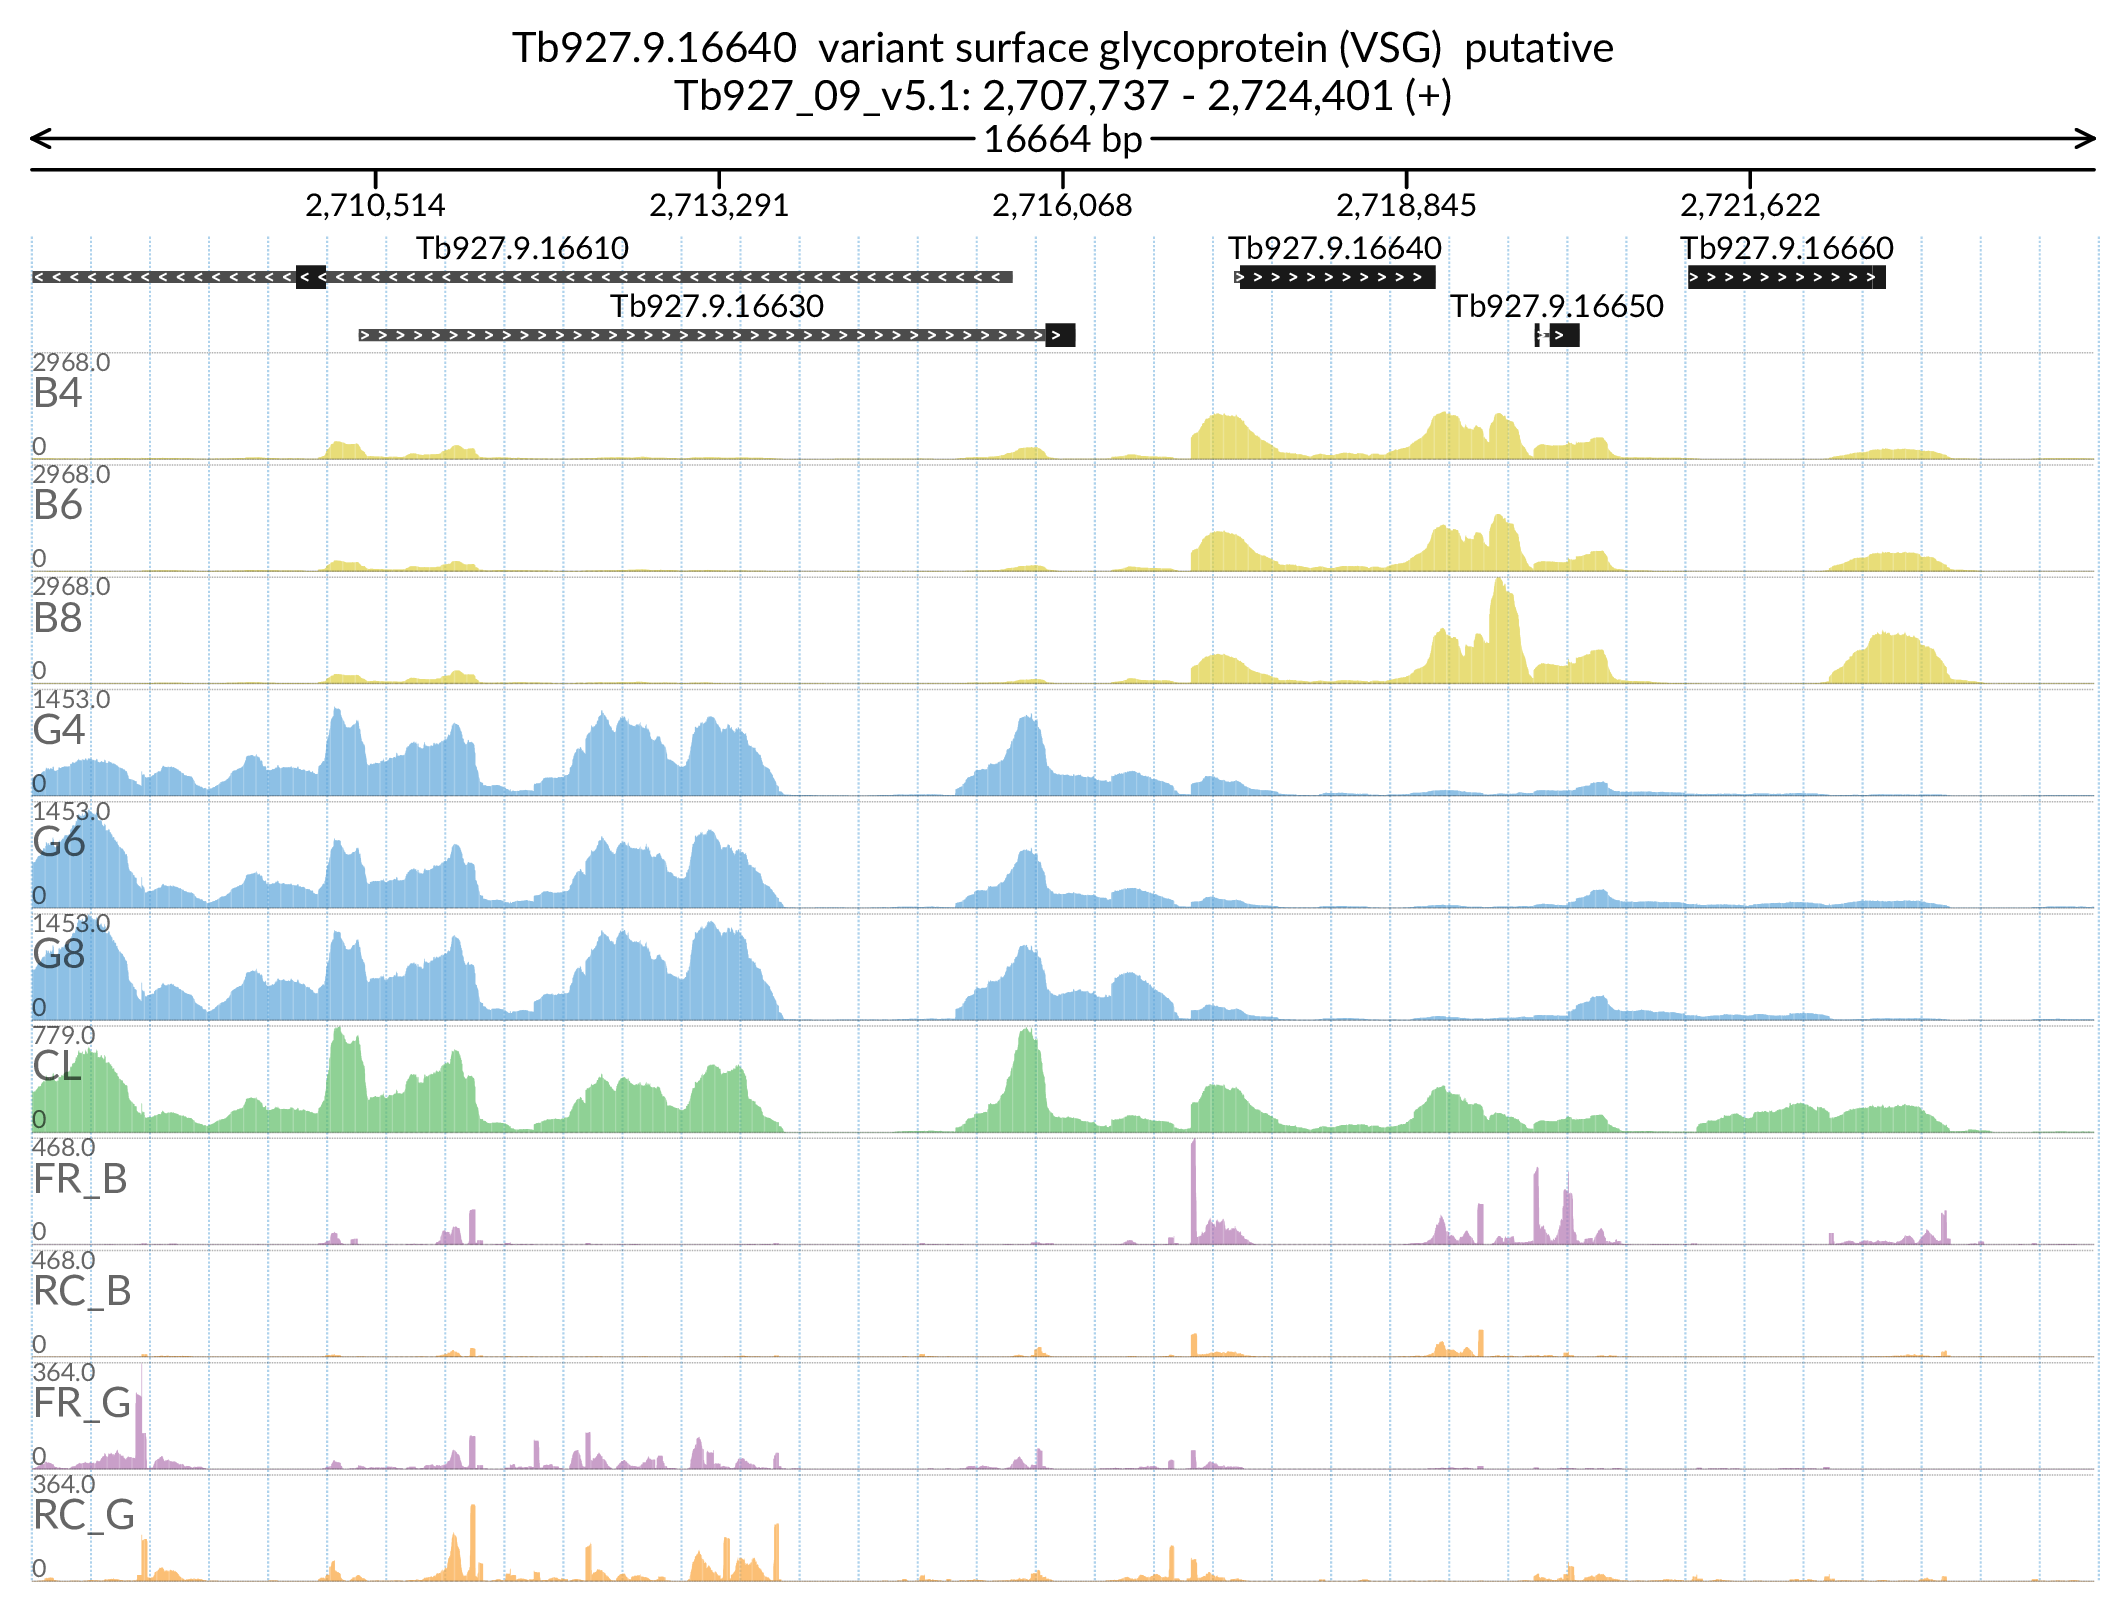 Tb927.9.16640  variant surface glycoprotein (VSG)  putative
Tb927_09_v5.1: 2,707,737 - 2,724,401 (+)
16664 bp
2,710,514 2,713,291 2,716,068 2,718,845 2,721,622
Tb927.9.16610 Tb927.9.16640 Tb927.9.16660
Tb927.9.16630 Tb927.9.16650
2968.0
B4
0
2968.0
B6
0
2968.0
B8
0
1453.0
G4
0
1453.0
G6
0
1453.0
G8
0
779.0
CL
0
468.0
FR_B
0
468.0
RC_B
0
364.0
FR_G
0
364.0
RC_G
0